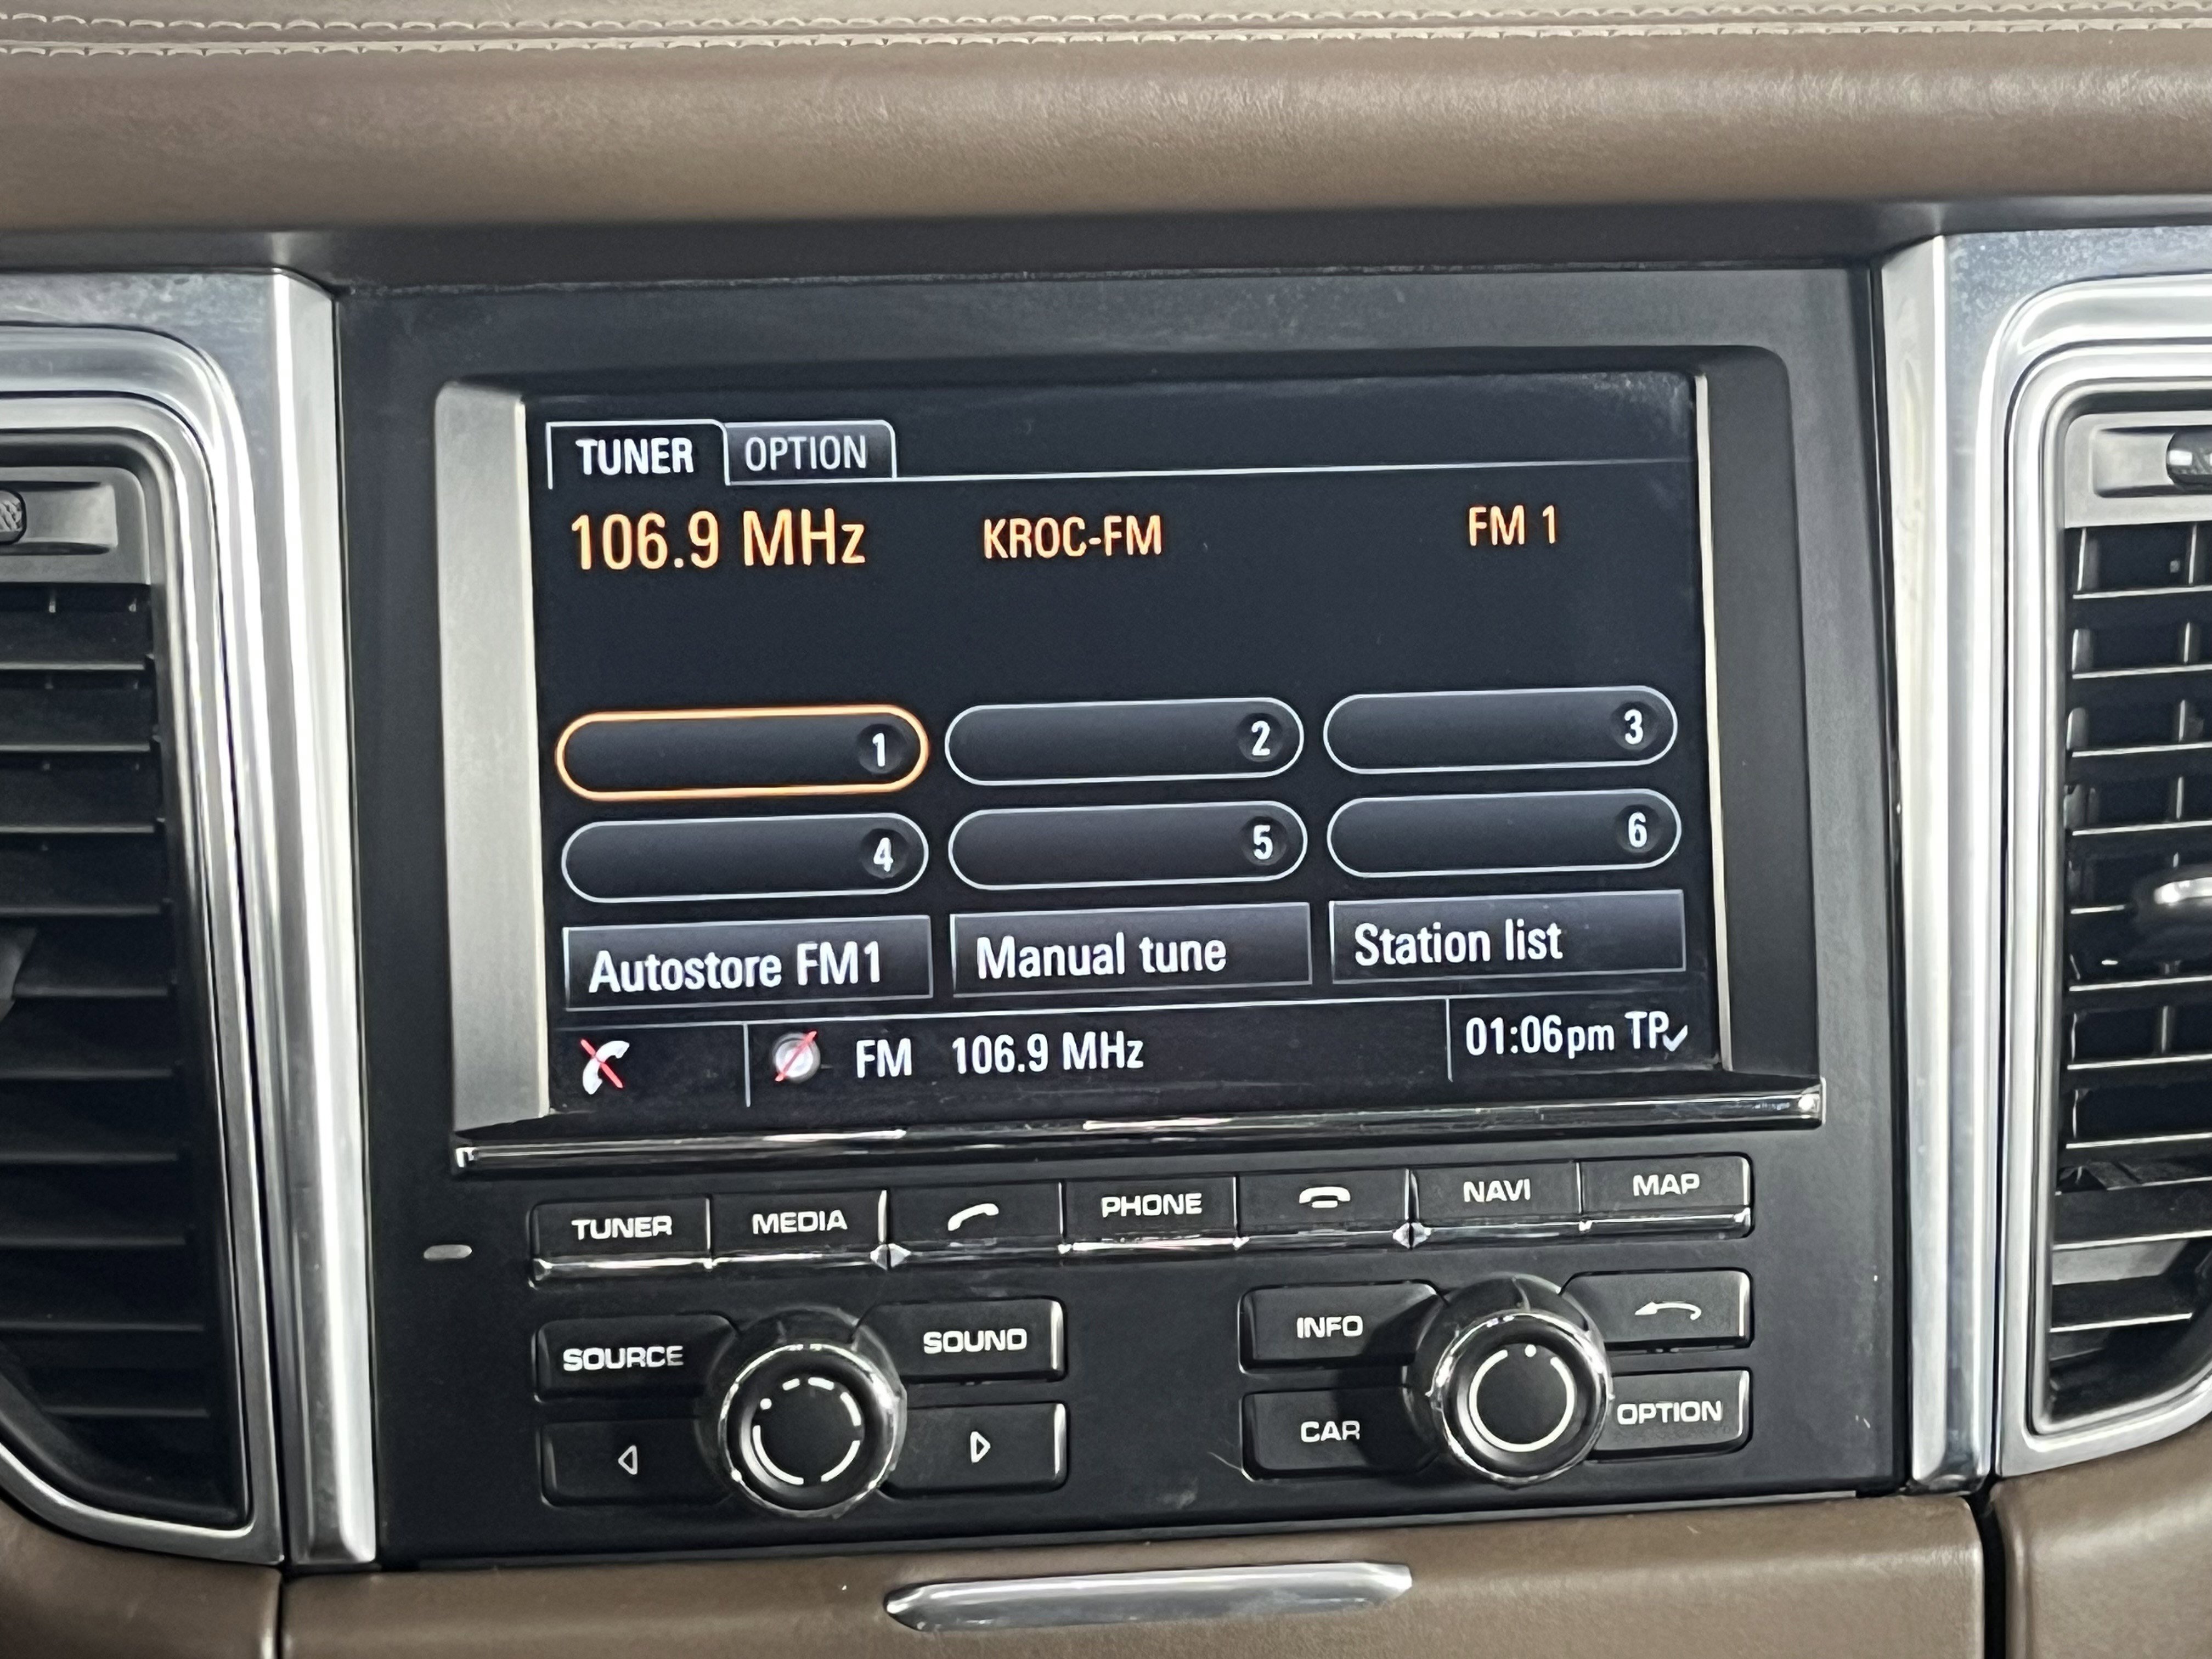 TUNER OPTION
106.9 MHz KROC-FM FM 1
1 2 3
4 5 6
Autostore FM1 Manual tune Station list
FM 106.9 MHz 01:06pm TP
TUNER MEDIA PHONE NAVI MAP
SOURCE SOUND INFO
CAR OPTION